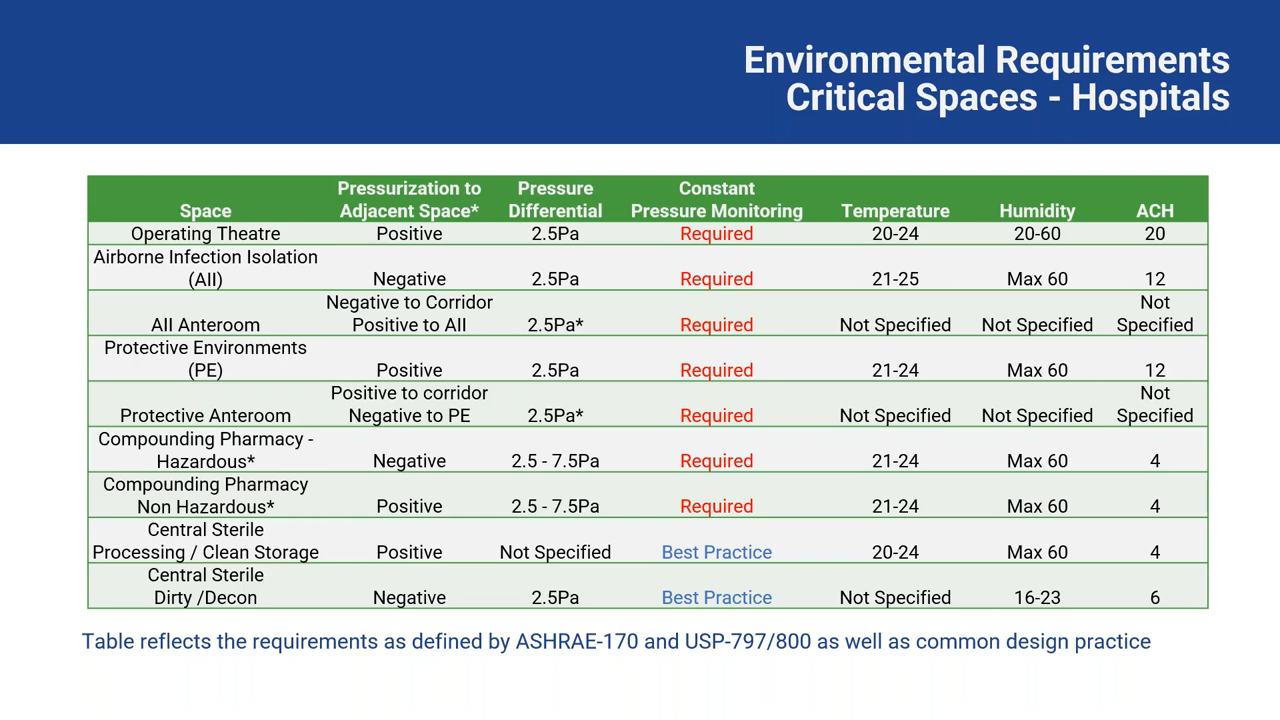 Environmental Requirements
Critical Spaces - Hospitals
Space Pressurization to Adjacent Space* Pressure Differential Constant Pressure Monitoring Temperature Humidity ACH
Operating Theatre Positive 2.5Pa Required 20-24 20-60 20
Airborne Infection Isolation (AII) Negative 2.5Pa Required 21-25 Max 60 12
AII Anteroom Negative to Corridor Positive to AII 2.5Pa* Required Not Specified Not Specified Not Specified
Protective Environments (PE) Positive 2.5Pa Required 21-24 Max 60 12
Protective Anteroom Positive to corridor Negative to PE 2.5Pa* Required Not Specified Not Specified Not Specified
Compounding Pharmacy - Hazardous* Negative 2.5 - 7.5Pa Required 21-24 Max 60 4
Compounding Pharmacy Non Hazardous* Positive 2.5 - 7.5Pa Required 21-24 Max 60 4
Central Sterile Processing / Clean Storage Positive Not Specified Best Practice 20-24 Max 60 4
Central Sterile Dirty /Decon Negative 2.5Pa Best Practice Not Specified 16-23 6
Table reflects the requirements as defined by ASHRAE-170 and USP-797/800 as well as common design practice